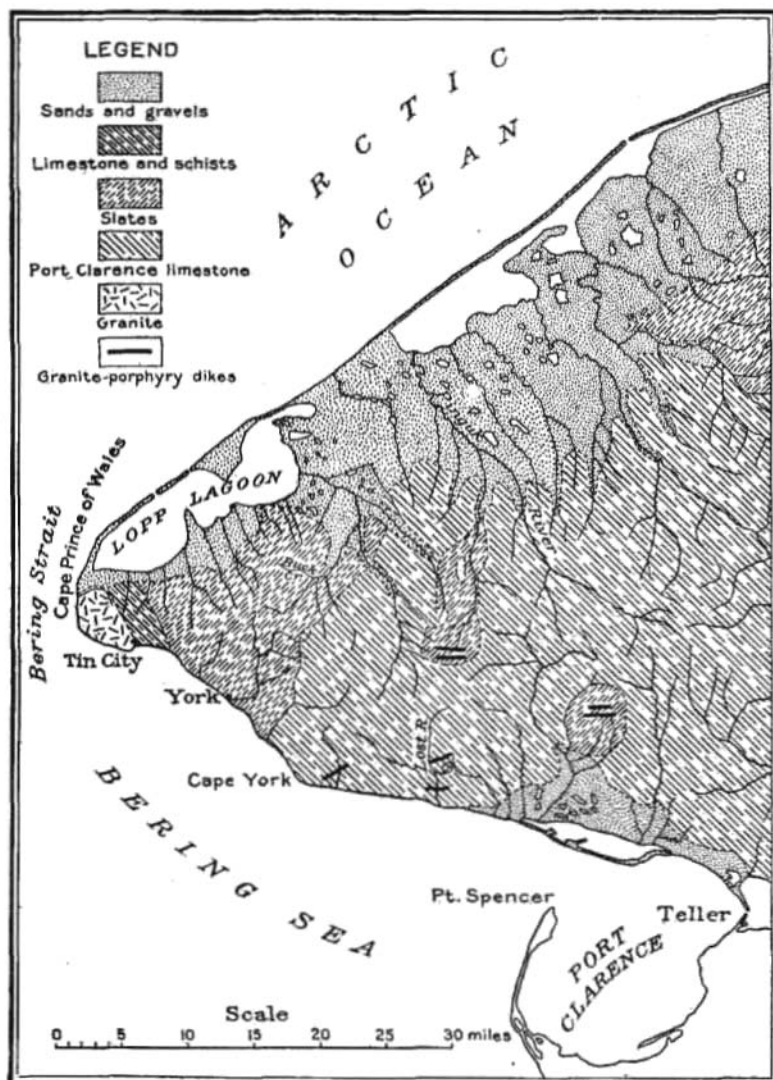 LEGEND
Sands and gravels
Limestone and schists
Slates
Port Clarence limestone
Granite
Granite-porphyry dikes
ARCTIC
OCEAN
Pinguk
River
LOPP LAGOON
Bering Strait
Cape Prince of Wales
Tin City
York
Lost R
Cape York
BERING SEA
Pt. Spencer
Teller
PORT
CLARENCE
Scale
0 5 10 15 20 25 30 miles